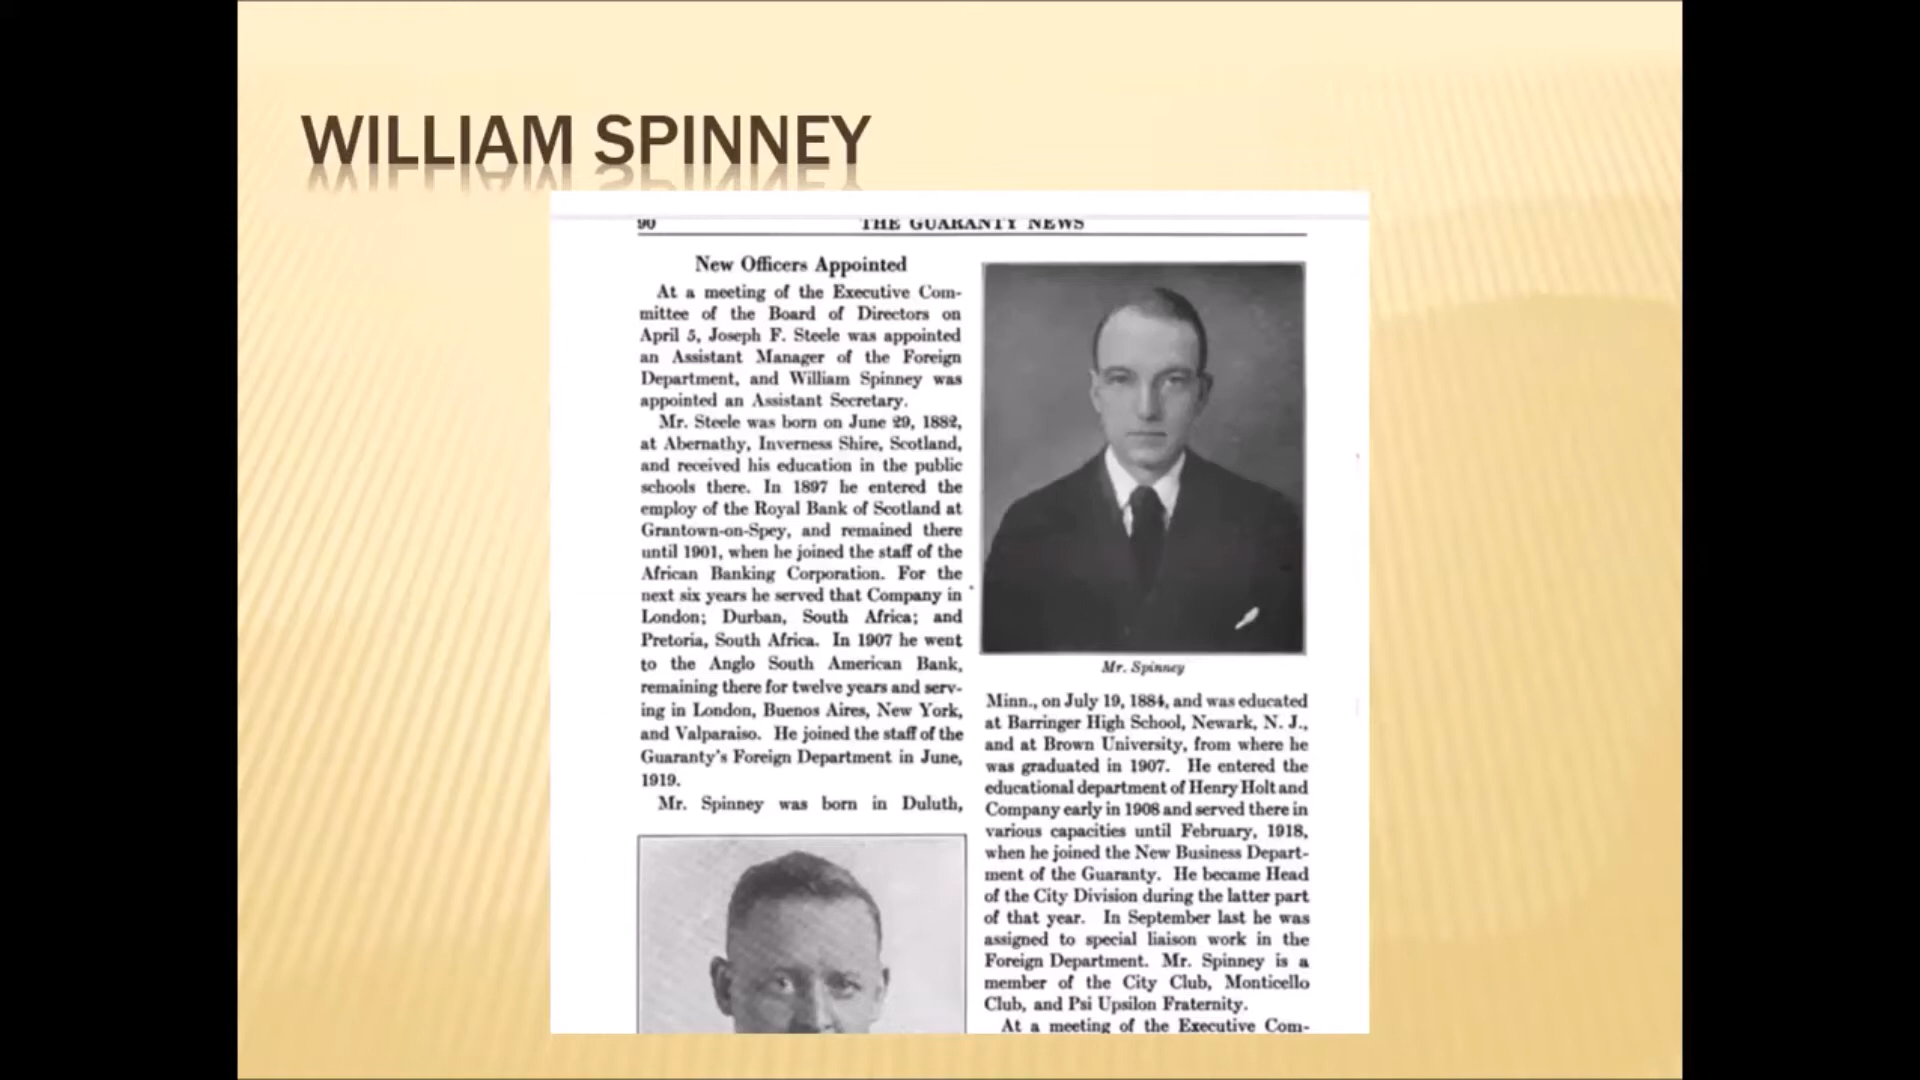 WILLIAM SPINNEY
90 THE GUARANTY NEWS
New Officers Appointed
At a meeting of the Executive Com-
mittee of the Board of Directors on
April 5, Joseph F. Steele was appointed
an Assistant Manager of the Foreign
Department, and William Spinney was
appointed an Assistant Secretary.
Mr. Steele was born on June 29, 1882,
at Abernathy, Inverness Shire, Scotland,
and received his education in the public
schools there. In 1897 he entered the
employ of the Royal Bank of Scotland at
Grantown-on-Spey, and remained there
until 1901, when he joined the staff of the
African Banking Corporation. For the
next six years he served that Company in
London; Durban, South Africa; and
Pretoria, South Africa. In 1907 he went
to the Anglo South American Bank,
remaining there for twelve years and serv-
ing in London, Buenos Aires, New York,
and Valparaiso. He joined the staff of the
Guaranty's Foreign Department in June,
1919.
Mr. Spinney was born in Duluth,
Mr. Spinney
Minn., on July 19, 1884, and was educated
at Barringer High School, Newark, N. J.,
and at Brown University, from where he
was graduated in 1907. He entered the
educational department of Henry Holt and
Company early in 1908 and served there in
various capacities until February, 1918,
when he joined the New Business Depart-
ment of the Guaranty. He became Head
of the City Division during the latter part
of that year. In September last he was
assigned to special liaison work in the
Foreign Department. Mr. Spinney is a
member of the City Club, Monticello
Club, and Psi Upsilon Fraternity.
At a meeting of the Executive Com-